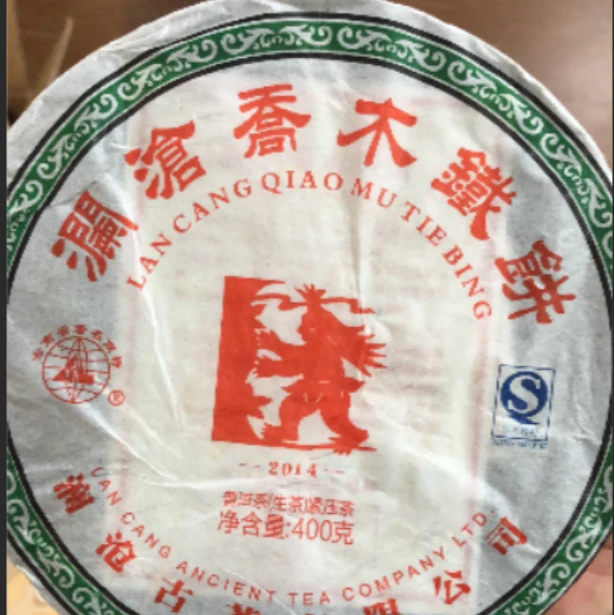 瀾滄喬木鐵餅
LAN CANG QIAO MU TIE BING
2014
普洱茶(生茶)紧压茶
净含量:400克
LAN CANG ANCIENT TEA COMPANY LTD.
瀾滄古茶有限公司
S
®